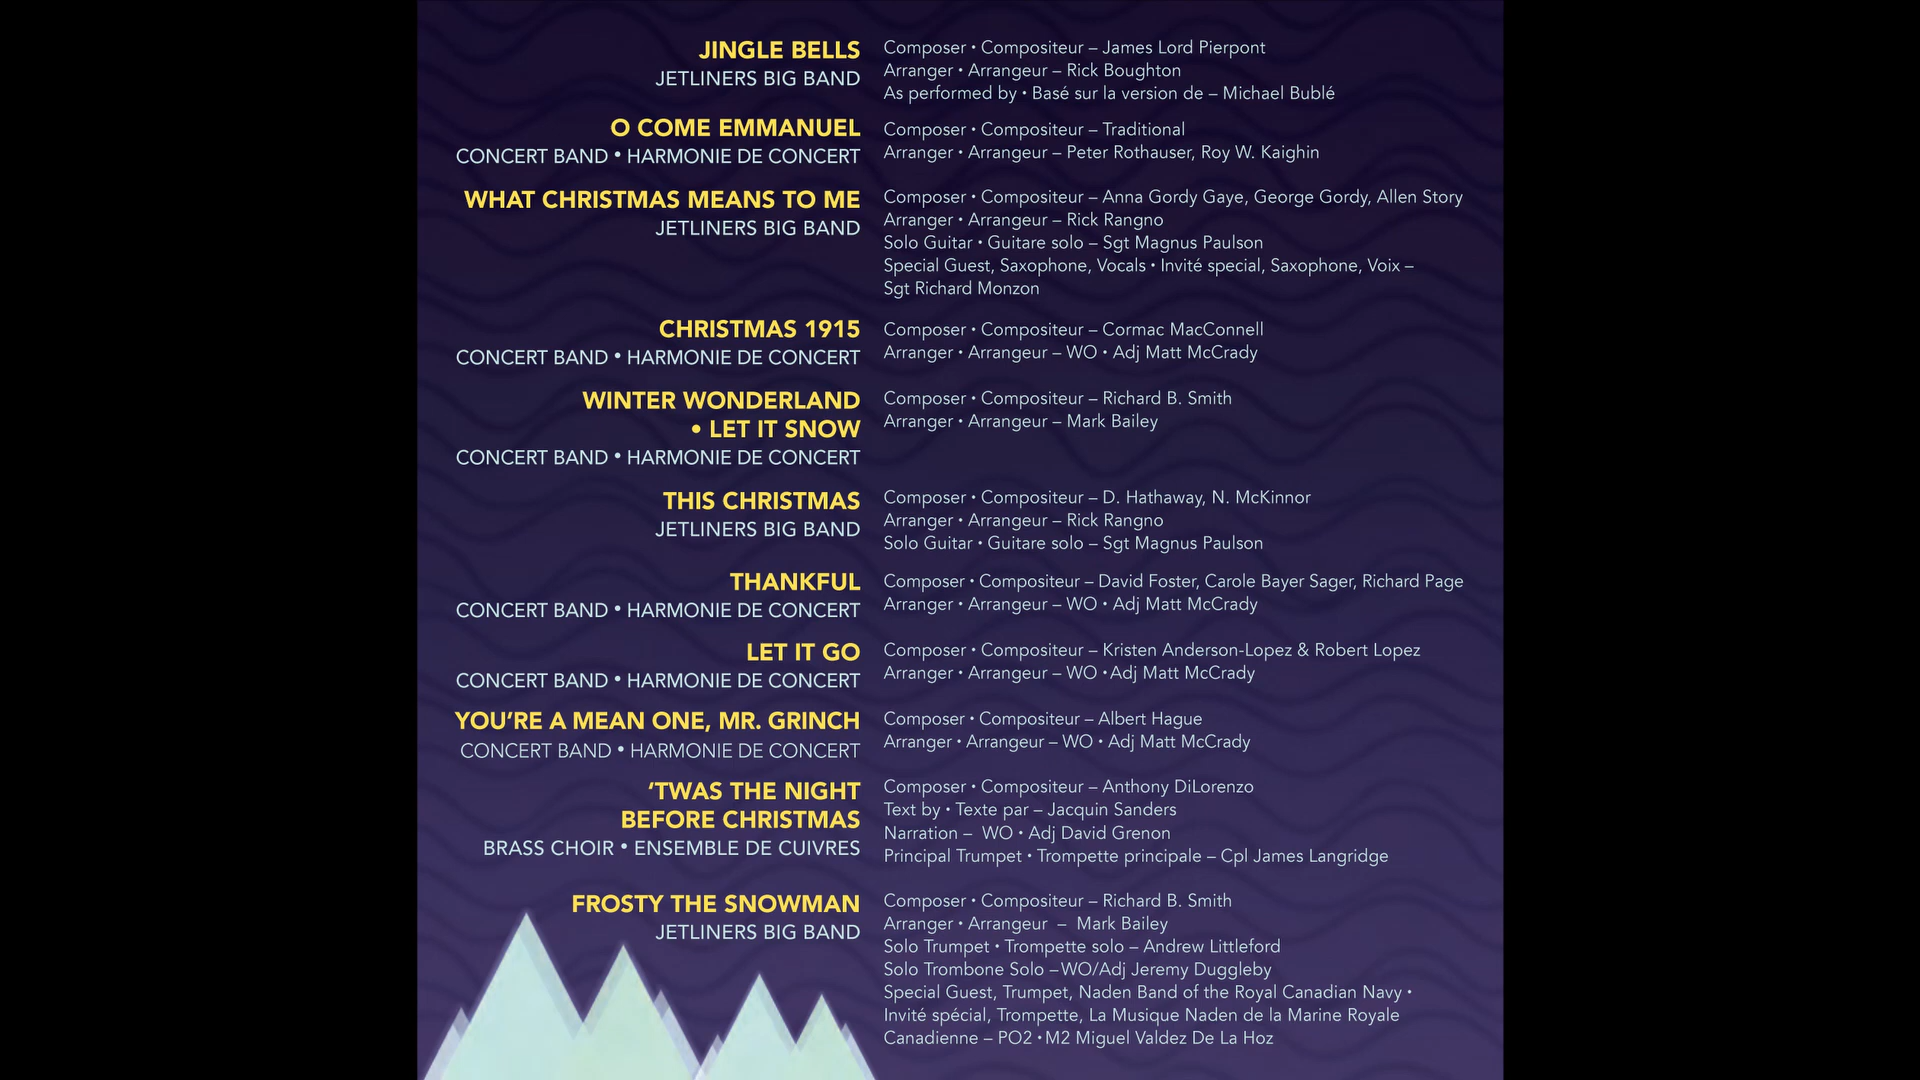 JINGLE BELLS
JETLINERS BIG BAND
Composer • Compositeur – James Lord Pierpont
Arranger • Arrangeur – Rick Boughton
As performed by • Basé sur la version de – Michael Bublé
O COME EMMANUEL
CONCERT BAND • HARMONIE DE CONCERT
Composer • Compositeur – Traditional
Arranger • Arrangeur – Peter Rothauser, Roy W. Kaighin
WHAT CHRISTMAS MEANS TO ME
JETLINERS BIG BAND
Composer • Compositeur – Anna Gordy Gaye, George Gordy, Allen Story
Arranger • Arrangeur – Rick Rangno
Solo Guitar • Guitare solo – Sgt Magnus Paulson
Special Guest, Saxophone, Vocals • Invité special, Saxophone, Voix –
Sgt Richard Monzon
CHRISTMAS 1915
CONCERT BAND • HARMONIE DE CONCERT
Composer • Compositeur – Cormac MacConnell
Arranger • Arrangeur – WO • Adj Matt McCrady
WINTER WONDERLAND
• LET IT SNOW
CONCERT BAND • HARMONIE DE CONCERT
Composer • Compositeur – Richard B. Smith
Arranger • Arrangeur – Mark Bailey
THIS CHRISTMAS
JETLINERS BIG BAND
Composer • Compositeur – D. Hathaway, N. McKinnor
Arranger • Arrangeur – Rick Rangno
Solo Guitar • Guitare solo – Sgt Magnus Paulson
THANKFUL
CONCERT BAND • HARMONIE DE CONCERT
Composer • Compositeur – David Foster, Carole Bayer Sager, Richard Page
Arranger • Arrangeur – WO • Adj Matt McCrady
LET IT GO
CONCERT BAND • HARMONIE DE CONCERT
Composer • Compositeur – Kristen Anderson-Lopez & Robert Lopez
Arranger • Arrangeur – WO •Adj Matt McCrady
YOU’RE A MEAN ONE, MR. GRINCH
CONCERT BAND • HARMONIE DE CONCERT
Composer • Compositeur – Albert Hague
Arranger • Arrangeur – WO • Adj Matt McCrady
’TWAS THE NIGHT
BEFORE CHRISTMAS
BRASS CHOIR • ENSEMBLE DE CUIVRES
Composer • Compositeur – Anthony DiLorenzo
Text by • Texte par – Jacquin Sanders
Narration – WO • Adj David Grenon
Principal Trumpet • Trompette principale – Cpl James Langridge
FROSTY THE SNOWMAN
JETLINERS BIG BAND
Composer • Compositeur – Richard B. Smith
Arranger • Arrangeur – Mark Bailey
Solo Trumpet • Trompette solo – Andrew Littleford
Solo Trombone Solo –WO/Adj Jeremy Duggleby
Special Guest, Trumpet, Naden Band of the Royal Canadian Navy •
Invité spécial, Trompette, La Musique Naden de la Marine Royale
Canadienne – PO2 •M2 Miguel Valdez De La Hoz